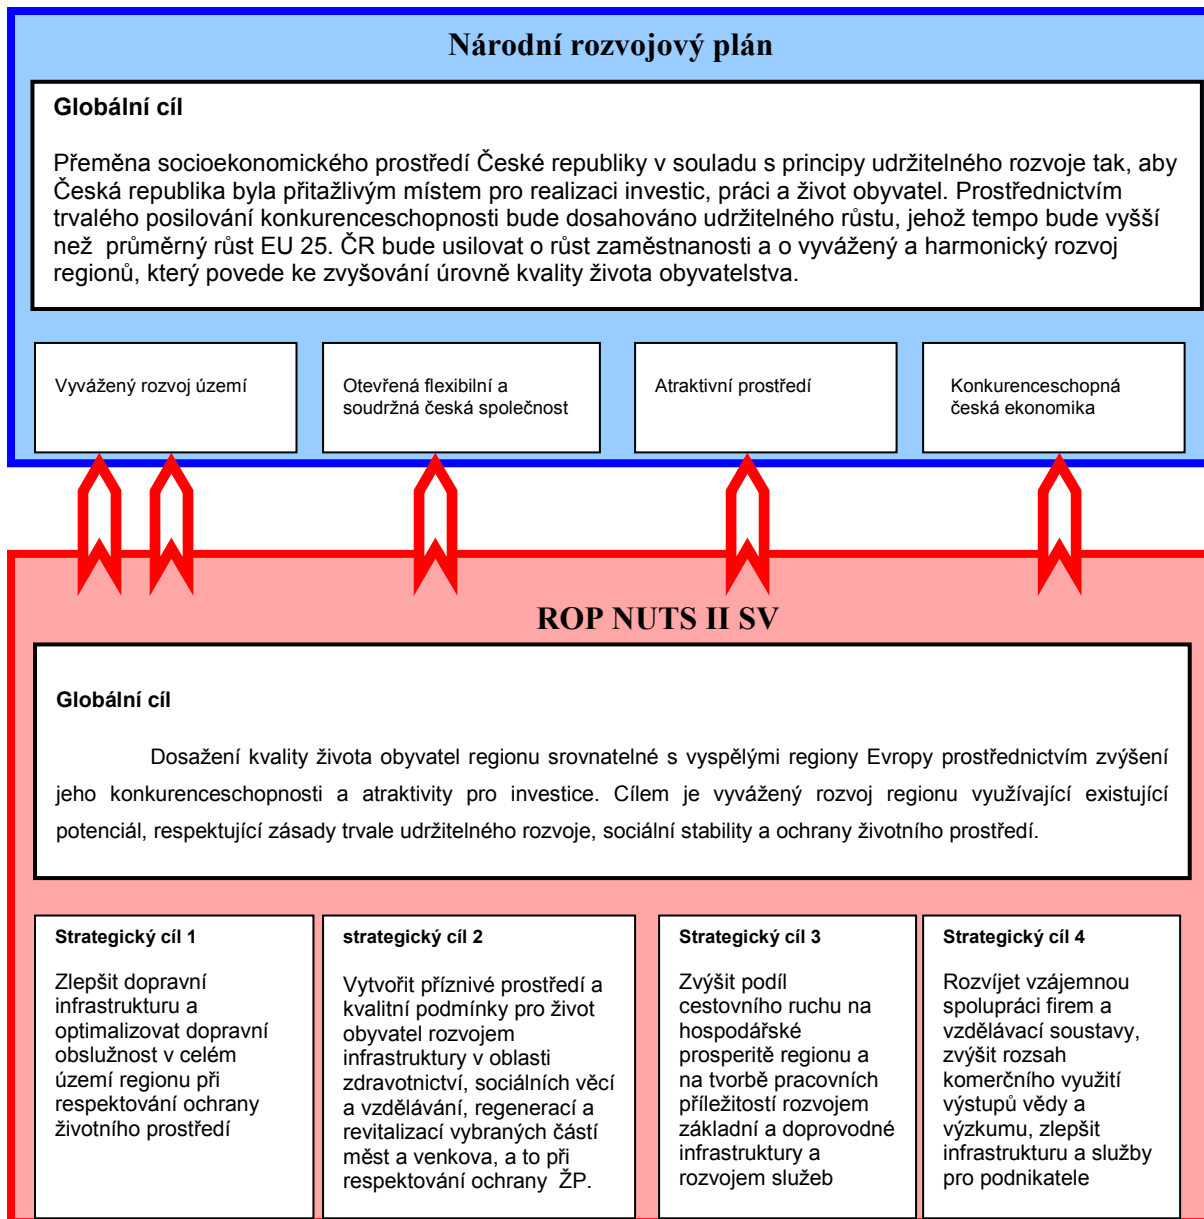 Národní rozvojový plán
Globální cíl
Přeměna socioekonomického prostředí České republiky v souladu s principy udržitelného rozvoje tak, aby
Česká republika byla přitažlivým místem pro realizaci investic, práci a život obyvatel. Prostřednictvím
trvalého posilování konkurenceschopnosti bude dosahováno udržitelného růstu, jehož tempo bude vyšší
než průměrný růst EU 25. ČR bude usilovat o růst zaměstnanosti a o vyvážený a harmonický rozvoj
regionů, který povede ke zvyšování úrovně kvality života obyvatelstva.
Vyvážený rozvoj území
Otevřená flexibilní a
soudržná česká společnost
Atraktivní prostředí
Konkurenceschopná
česká ekonomika
ROP NUTS II SV
Globální cíl
Dosažení kvality života obyvatel regionu srovnatelné s vyspělými regiony Evropy prostřednictvím zvýšení
jeho konkurenceschopnosti a atraktivity pro investice. Cílem je vyvážený rozvoj regionu využívající existující
potenciál, respektující zásady trvale udržitelného rozvoje, sociální stability a ochrany životního prostředí.
Strategický cíl 1
Zlepšit dopravní
infrastrukturu a
optimalizovat dopravní
obslužnost v celém
území regionu při
respektování ochrany
životního prostředí
strategický cíl 2
Vytvořit příznivé prostředí a
kvalitní podmínky pro život
obyvatel rozvojem
infrastruktury v oblasti
zdravotnictví, sociálních věcí
a vzdělávání, regenerací a
revitalizací vybraných částí
měst a venkova, a to při
respektování ochrany ŽP.
Strategický cíl 3
Zvýšit podíl
cestovního ruchu na
hospodářské
prosperitě regionu a
na tvorbě pracovních
příležitostí rozvojem
základní a doprovodné
infrastruktury a
rozvojem služeb
Strategický cíl 4
Rozvíjet vzájemnou
spolupráci firem a
vzdělávací soustavy,
zvýšit rozsah
komerčního využití
výstupů vědy a
výzkumu, zlepšit
infrastrukturu a služby
pro podnikatele